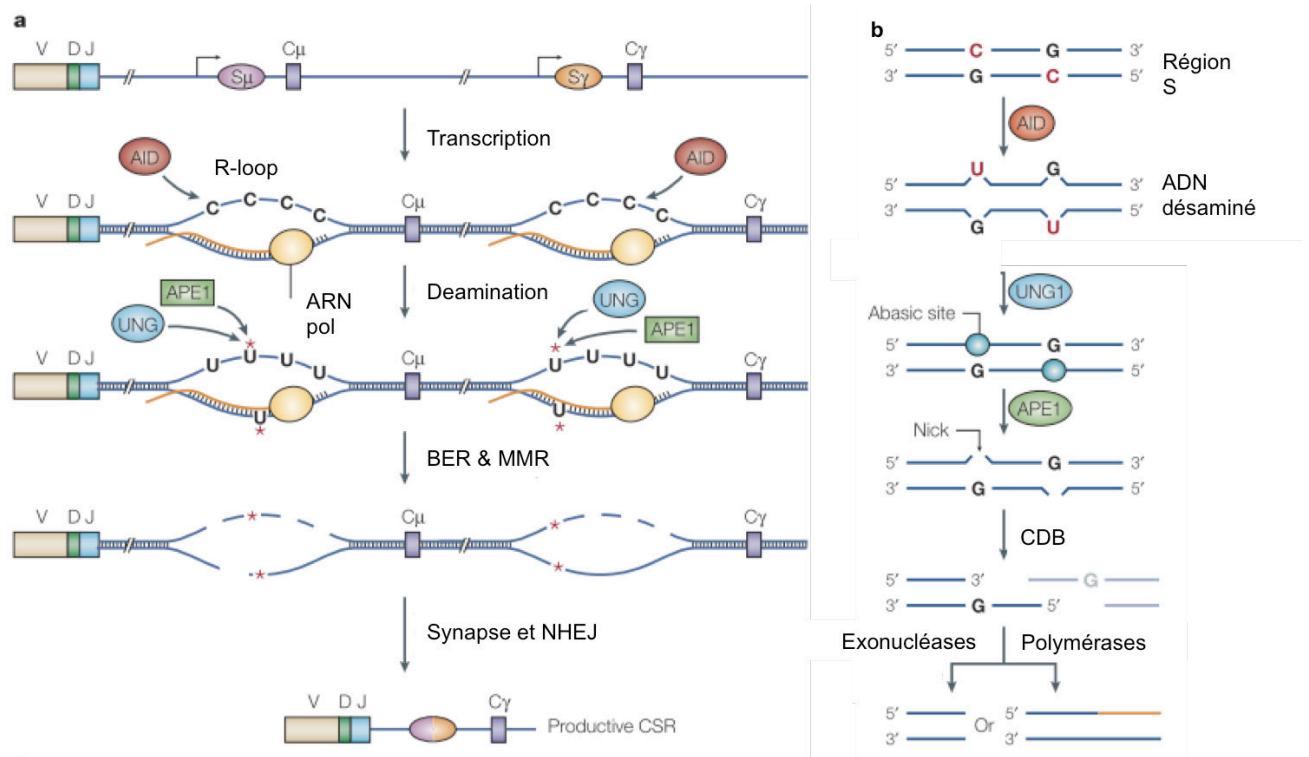 a
V D J Sµ Cµ Sγ Cγ
Transcription
AID R-loop AID
C C C C C C C C
V D J Cµ Cγ
Deamination
ARN
pol
APE1 UNG
UNG APE1
* *
U U U U U U U U
V D J Cµ Cγ
U U
* *
BER & MMR
V D J * Cµ * Cγ
* *
Synapse et NHEJ
V D J Cγ
Productive CSR
b
5′ C G 3′
3′ G C 5′
Région
S
AID
5′ U G 3′
3′ G U 5′
ADN
désaminé
UNG1
Abasic site
5′ G 3′
3′ G 5′
APE1
Nick
5′ G 3′
3′ G 5′
CDB
5′ 3′ G
3′ G 5′
Exonucléases Polymérases
5′ Or 5′
3′ 3′